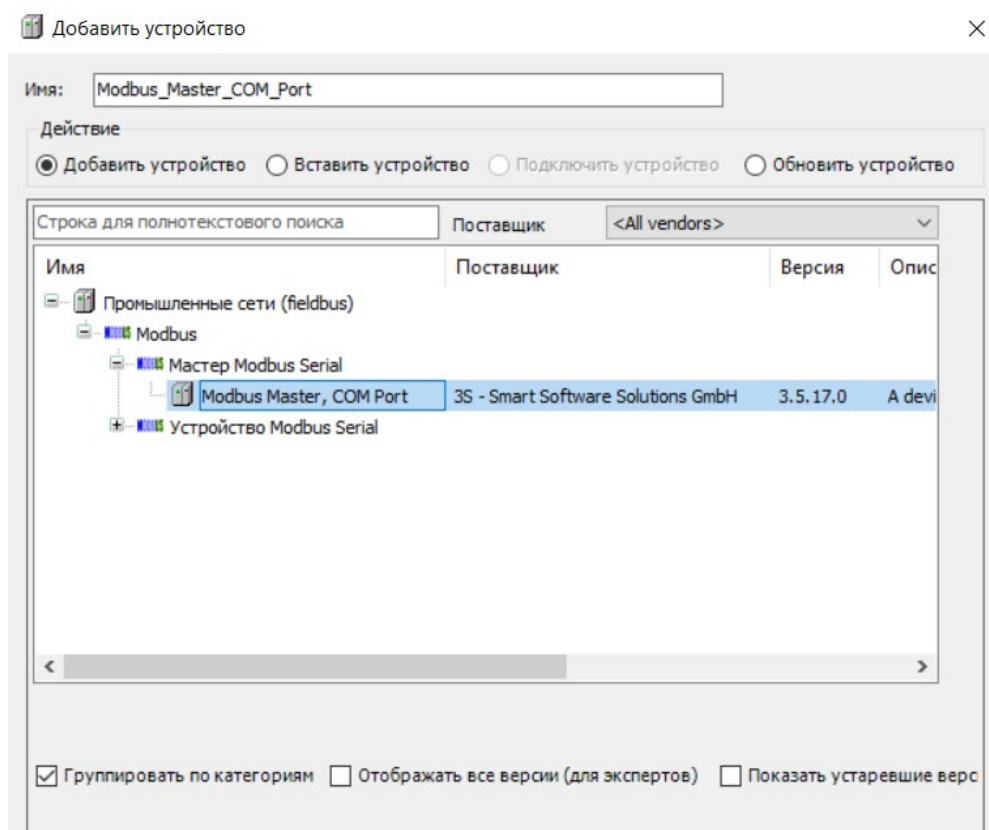 Добавить устройство
Имя: Modbus_Master_COM_Port
Действие
Добавить устройство Вставить устройство Подключить устройство Обновить устройство
Строка для полнотекстового поиска Поставщик <All vendors>
Имя Поставщик Версия Опис
Промышленные сети (fieldbus)
Modbus
Мастер Modbus Serial
Modbus Master, COM Port 3S - Smart Software Solutions GmbH 3.5.17.0 A devi
Устройство Modbus Serial
Группировать по категориям Отображать все версии (для экспертов) Показать устаревшие верс